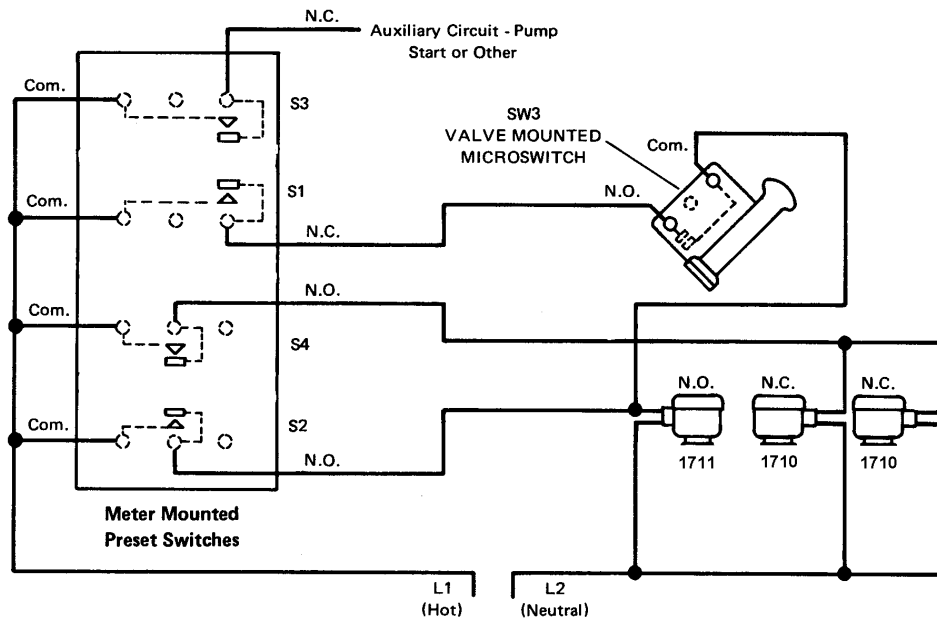 N.C.
Auxiliary Circuit - Pump
Start or Other
Com.
S3
SW3
VALVE MOUNTED
MICROSWITCH
Com.
S1
N.O.
Com.
N.C.
N.O.
Com.
S4
N.O.
N.C.
N.C.
Com.
S2
N.O.
1711
1710
1710
Meter Mounted
Preset Switches
L1
(Hot)
L2
(Neutral)